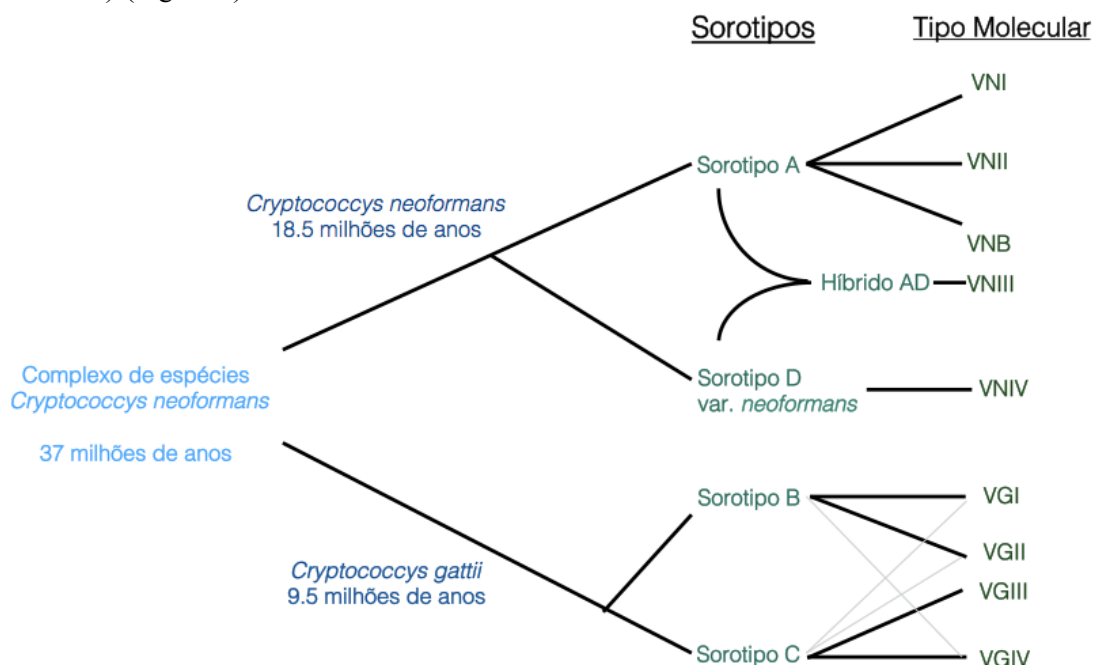 Sorotipos
Tipo Molecular
VNI
Sorotipo A
VNII
Cryptococcys neoformans
18.5 milhões de anos
VNB
Híbrido AD
VNIII
Complexo de espécies
Cryptococcys neoformans
37 milhões de anos
Sorotipo D
var. neoformans
VNIV
Sorotipo B
VGI
VGII
Cryptococcys gattii
9.5 milhões de anos
VGIII
Sorotipo C
VGIV